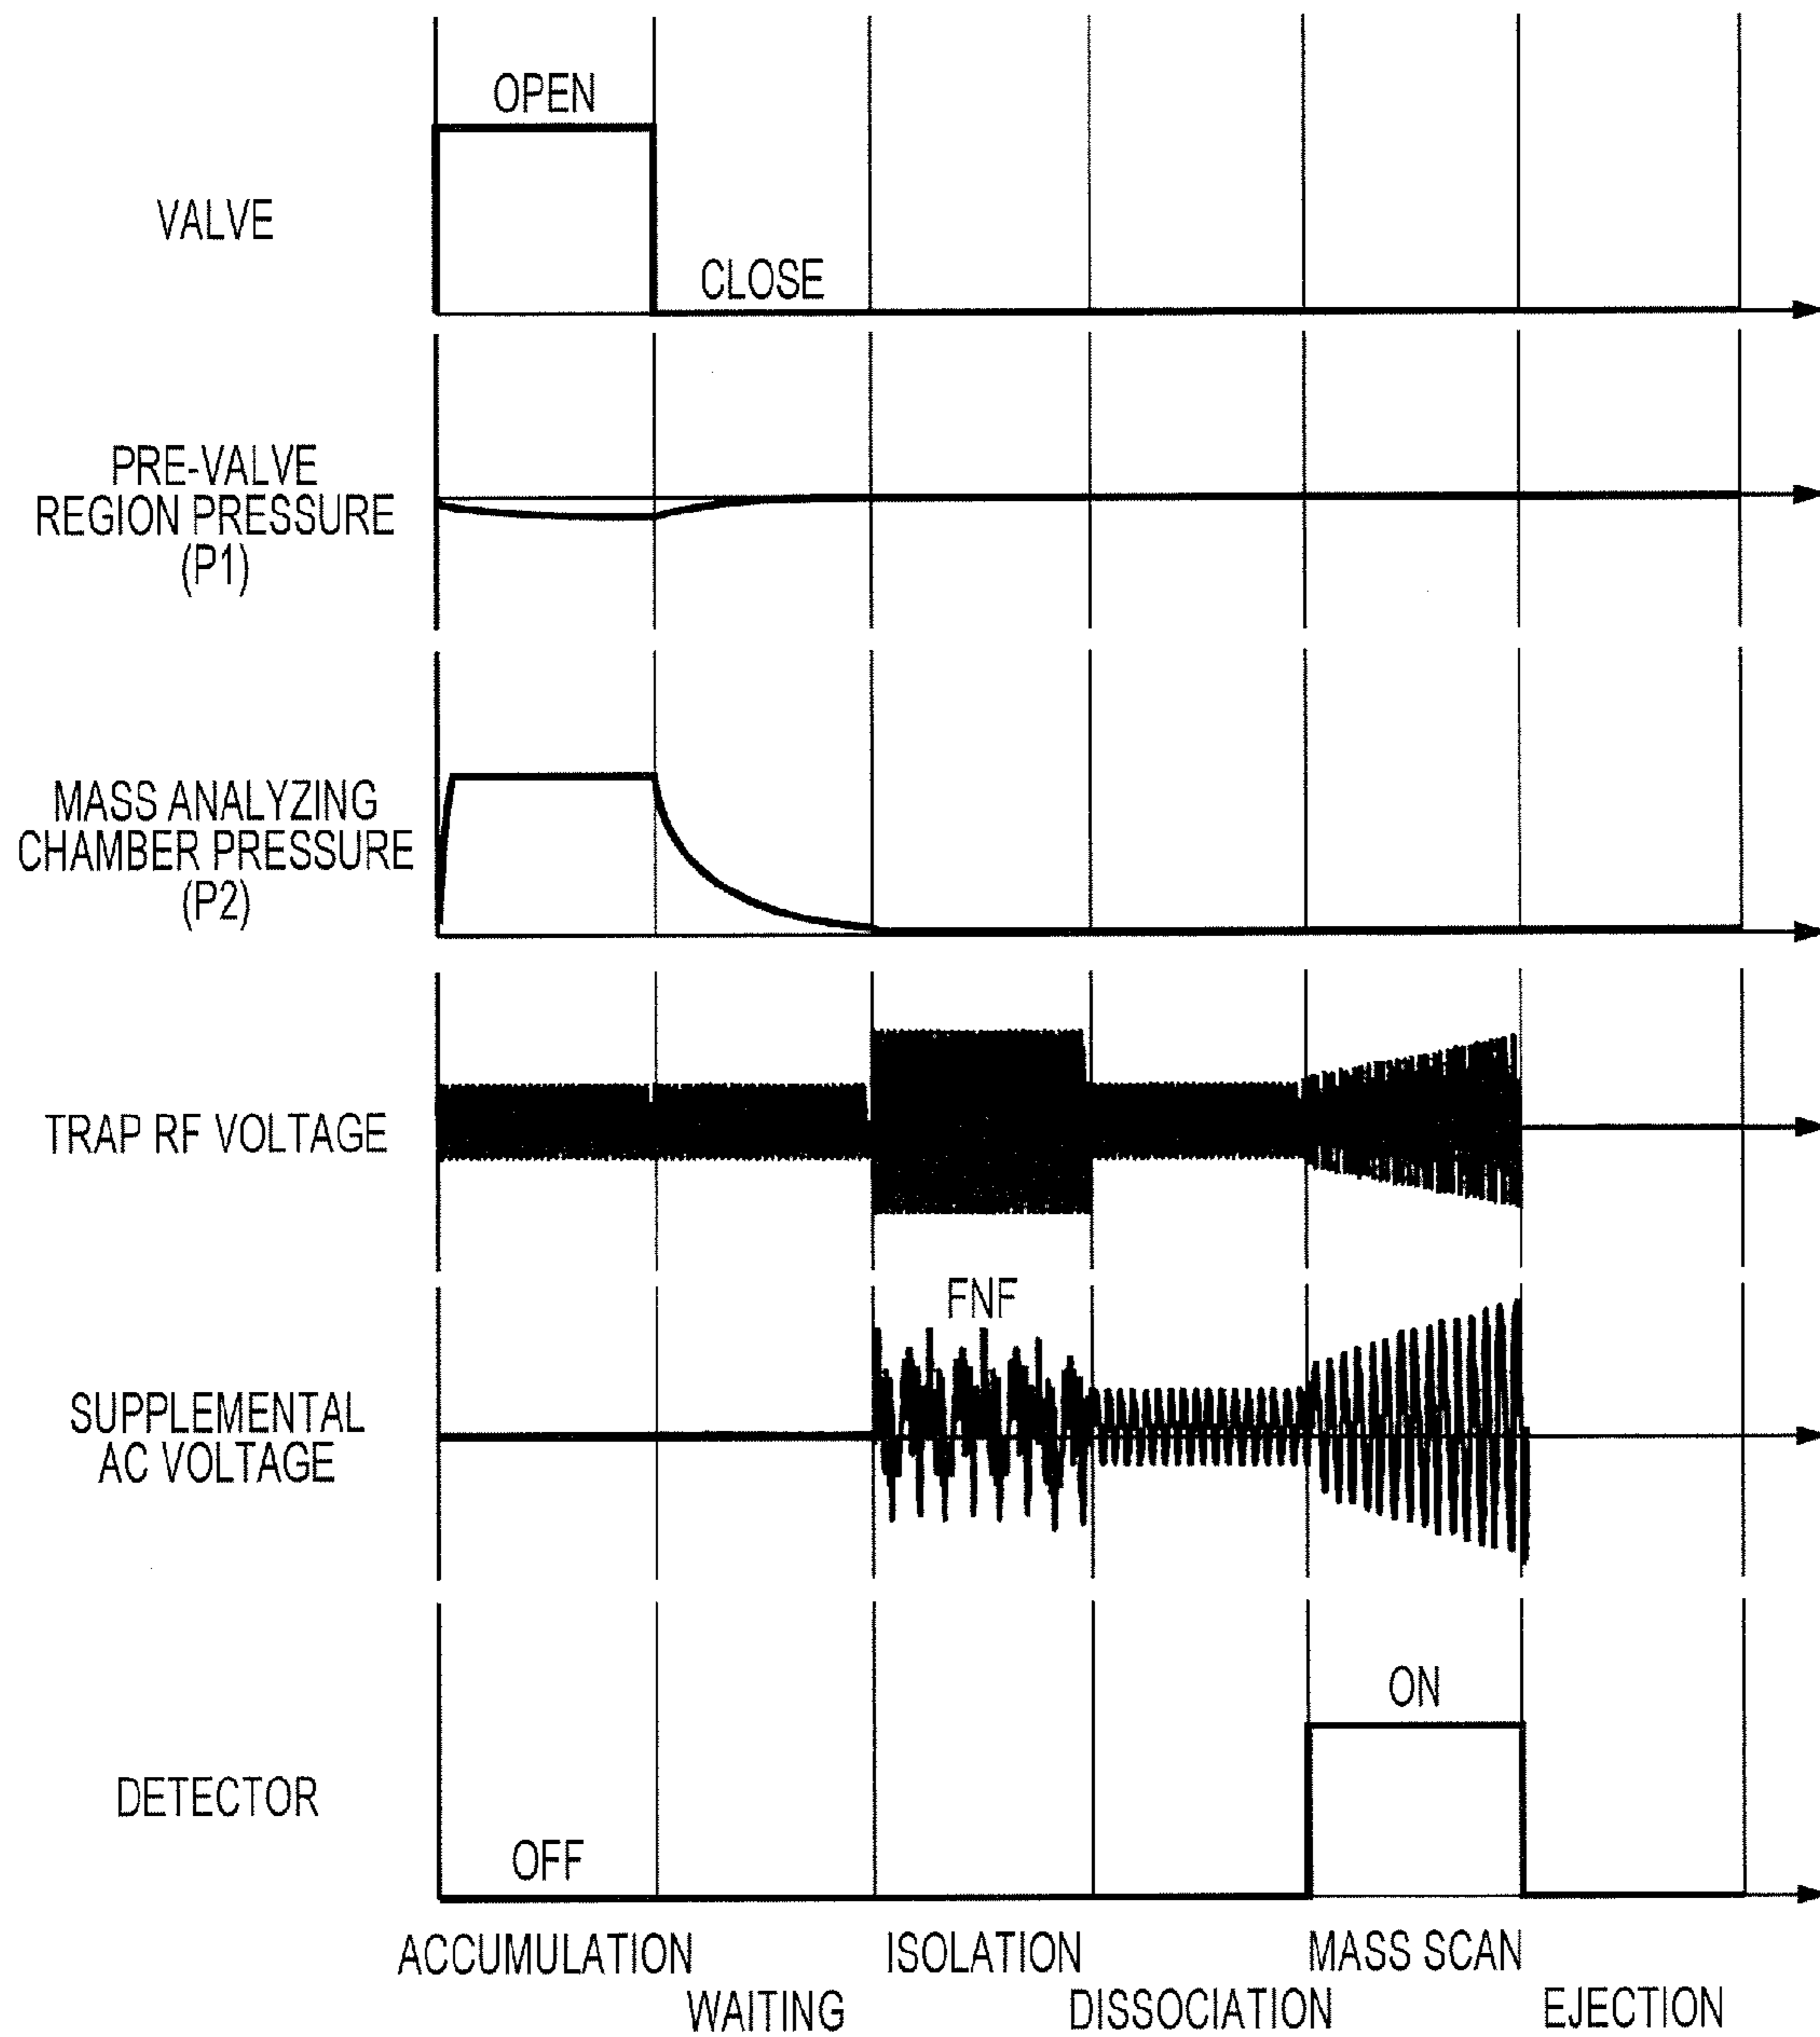 OPEN
VALVE
CLOSE
PRE-VALVE
REGION PRESSURE
(P1)
MASS ANALYZING
CHAMBER PRESSURE
(P2)
TRAP RF VOLTAGE
FNF
SUPPLEMENTAL
AC VOLTAGE
ON
DETECTOR
OFF
ACCUMULATION
WAITING
ISOLATION
DISSOCIATION
MASS SCAN
EJECTION